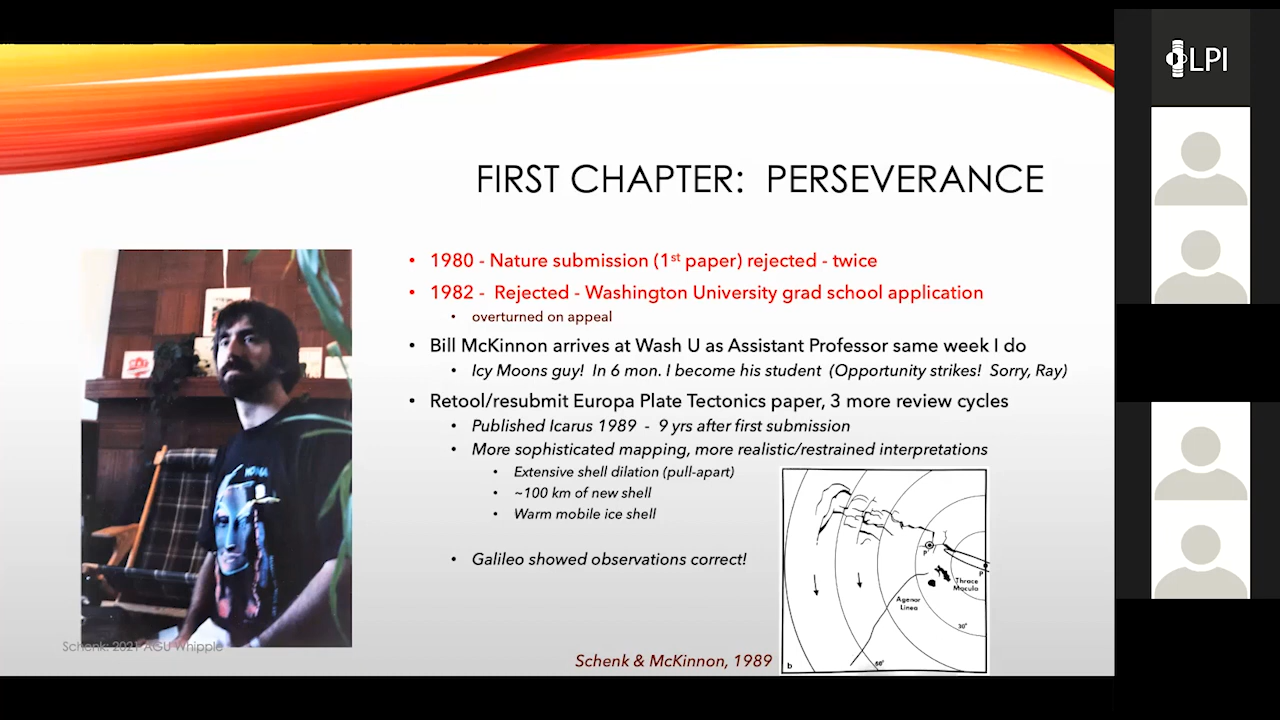 LPI
FIRST CHAPTER: PERSEVERANCE
• 1980 - Nature submission (1st paper) rejected - twice
• 1982 - Rejected - Washington University grad school application
• overturned on appeal
• Bill McKinnon arrives at Wash U as Assistant Professor same week I do
• Icy Moons guy! In 6 mon. I become his student (Opportunity strikes! Sorry, Ray)
• Retool/resubmit Europa Plate Tectonics paper, 3 more review cycles
• Published Icarus 1989 - 9 yrs after first submission
• More sophisticated mapping, more realistic/restrained interpretations
• Extensive shell dilation (pull-apart)
• ~100 km of new shell
• Warm mobile ice shell
• Galileo showed observations correct!
P'
P
Thrace
Macula
Agenor
Linea
30°
60°
b
Schenk: 2021 AGU Whipple
Schenk & McKinnon, 1989